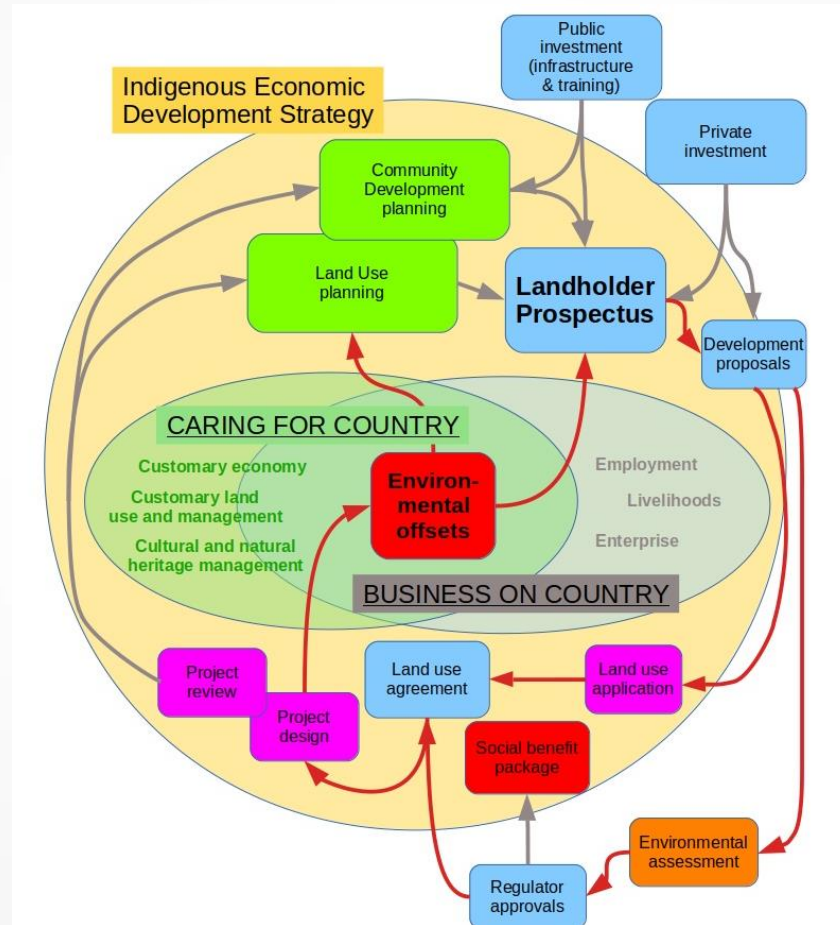 Public
investment
(infrastructure
& training)
Indigenous Economic
Development Strategy
Private
investment
Community
Development
planning
Land Use
planning
Landholder
Prospectus
Development
proposals
CARING FOR COUNTRY
Customary economy
Customary land
use and management
Cultural and natural
heritage management
Environ-
mental
offsets
Employment
Livelihoods
Enterprise
BUSINESS ON COUNTRY
Project
review
Project
design
Land use
agreement
Land use
application
Social benefit
package
Environmental
assessment
Regulator
approvals